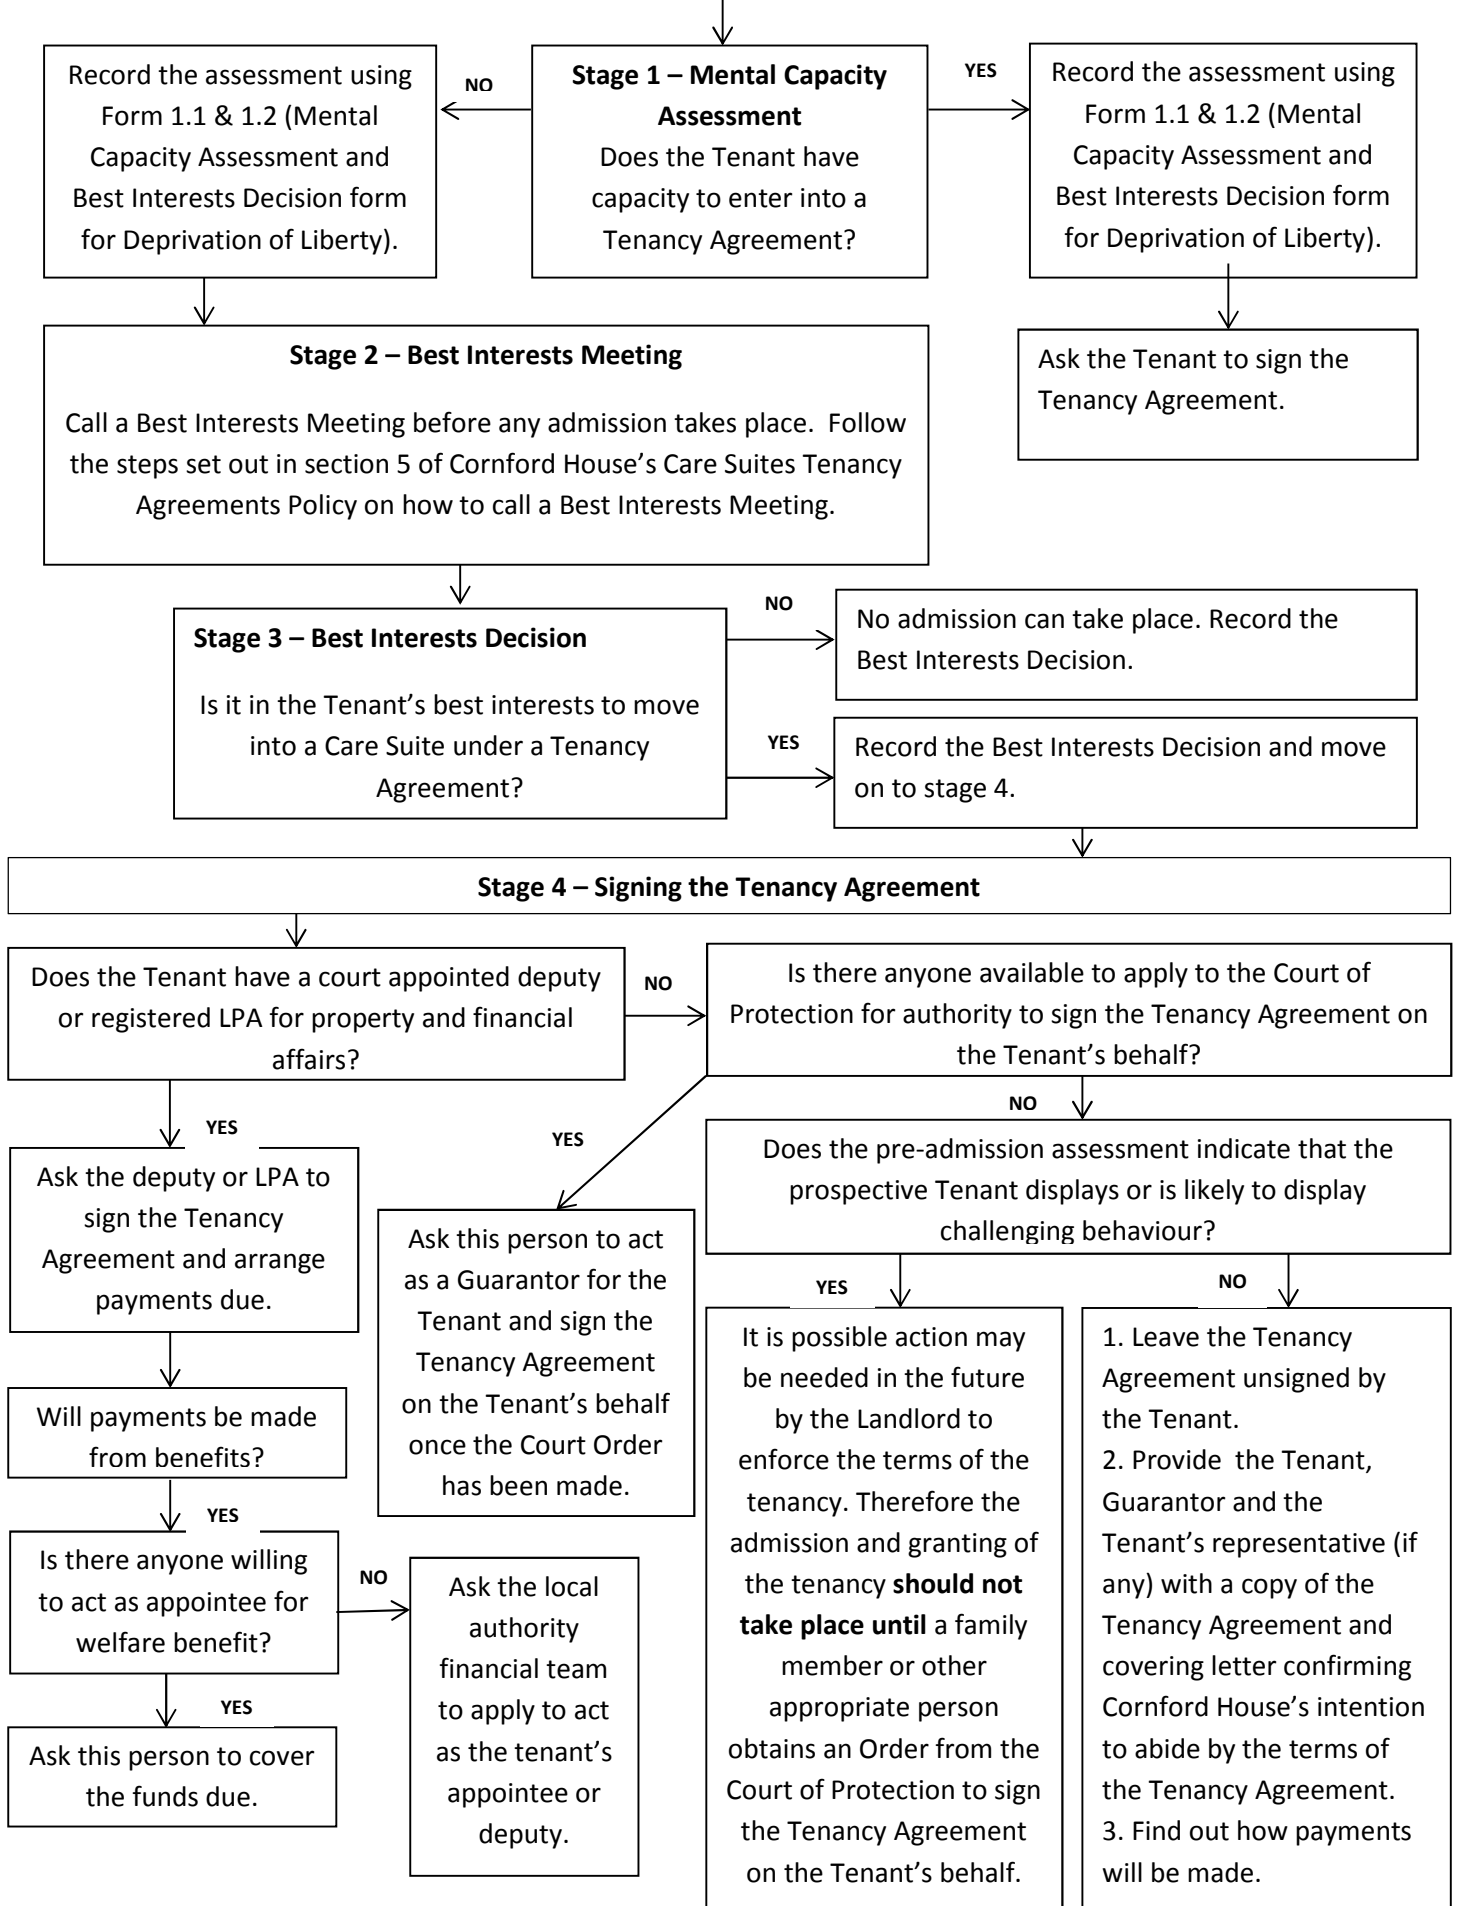 Record the assessment using
Form 1.1 & 1.2 (Mental
Capacity Assessment and
Best Interests Decision form
for Deprivation of Liberty).
NO
Stage 1 – Mental Capacity
Assessment
Does the Tenant have
capacity to enter into a
Tenancy Agreement?
YES
Record the assessment using
Form 1.1 & 1.2 (Mental
Capacity Assessment and
Best Interests Decision form
for Deprivation of Liberty).
Ask the Tenant to sign the
Tenancy Agreement.
Stage 2 – Best Interests Meeting
Call a Best Interests Meeting before any admission takes place.  Follow
the steps set out in section 5 of Cornford House’s Care Suites Tenancy
Agreements Policy on how to call a Best Interests Meeting.
Stage 3 – Best Interests Decision
Is it in the Tenant’s best interests to move
into a Care Suite under a Tenancy
Agreement?
NO
No admission can take place. Record the
Best Interests Decision.
YES
Record the Best Interests Decision and move
on to stage 4.
Stage 4 – Signing the Tenancy Agreement
Does the Tenant have a court appointed deputy
or registered LPA for property and financial
affairs?
NO
Is there anyone available to apply to the Court of
Protection for authority to sign the Tenancy Agreement on
the Tenant’s behalf?
YES
Ask the deputy or LPA to
sign the Tenancy
Agreement and arrange
payments due.
Will payments be made
from benefits?
YES
Is there anyone willing
to act as appointee for
welfare benefit?
YES
Ask this person to cover
the funds due.
NO
Ask the local
authority
financial team
to apply to act
as the tenant’s
appointee or
deputy.
YES
Ask this person to act
as a Guarantor for the
Tenant and sign the
Tenancy Agreement
on the Tenant’s behalf
once the Court Order
has been made.
NO
Does the pre-admission assessment indicate that the
prospective Tenant displays or is likely to display
challenging behaviour?
YES
It is possible action may
be needed in the future
by the Landlord to
enforce the terms of the
tenancy. Therefore the
admission and granting of
the tenancy should not
take place until a family
member or other
appropriate person
obtains an Order from the
Court of Protection to sign
the Tenancy Agreement
on the Tenant’s behalf.
NO
1. Leave the Tenancy
Agreement unsigned by
the Tenant.
2. Provide  the Tenant,
Guarantor and the
Tenant’s representative (if
any) with a copy of the
Tenancy Agreement and
covering letter confirming
Cornford House’s intention
to abide by the terms of
the Tenancy Agreement.
3. Find out how payments
will be made.